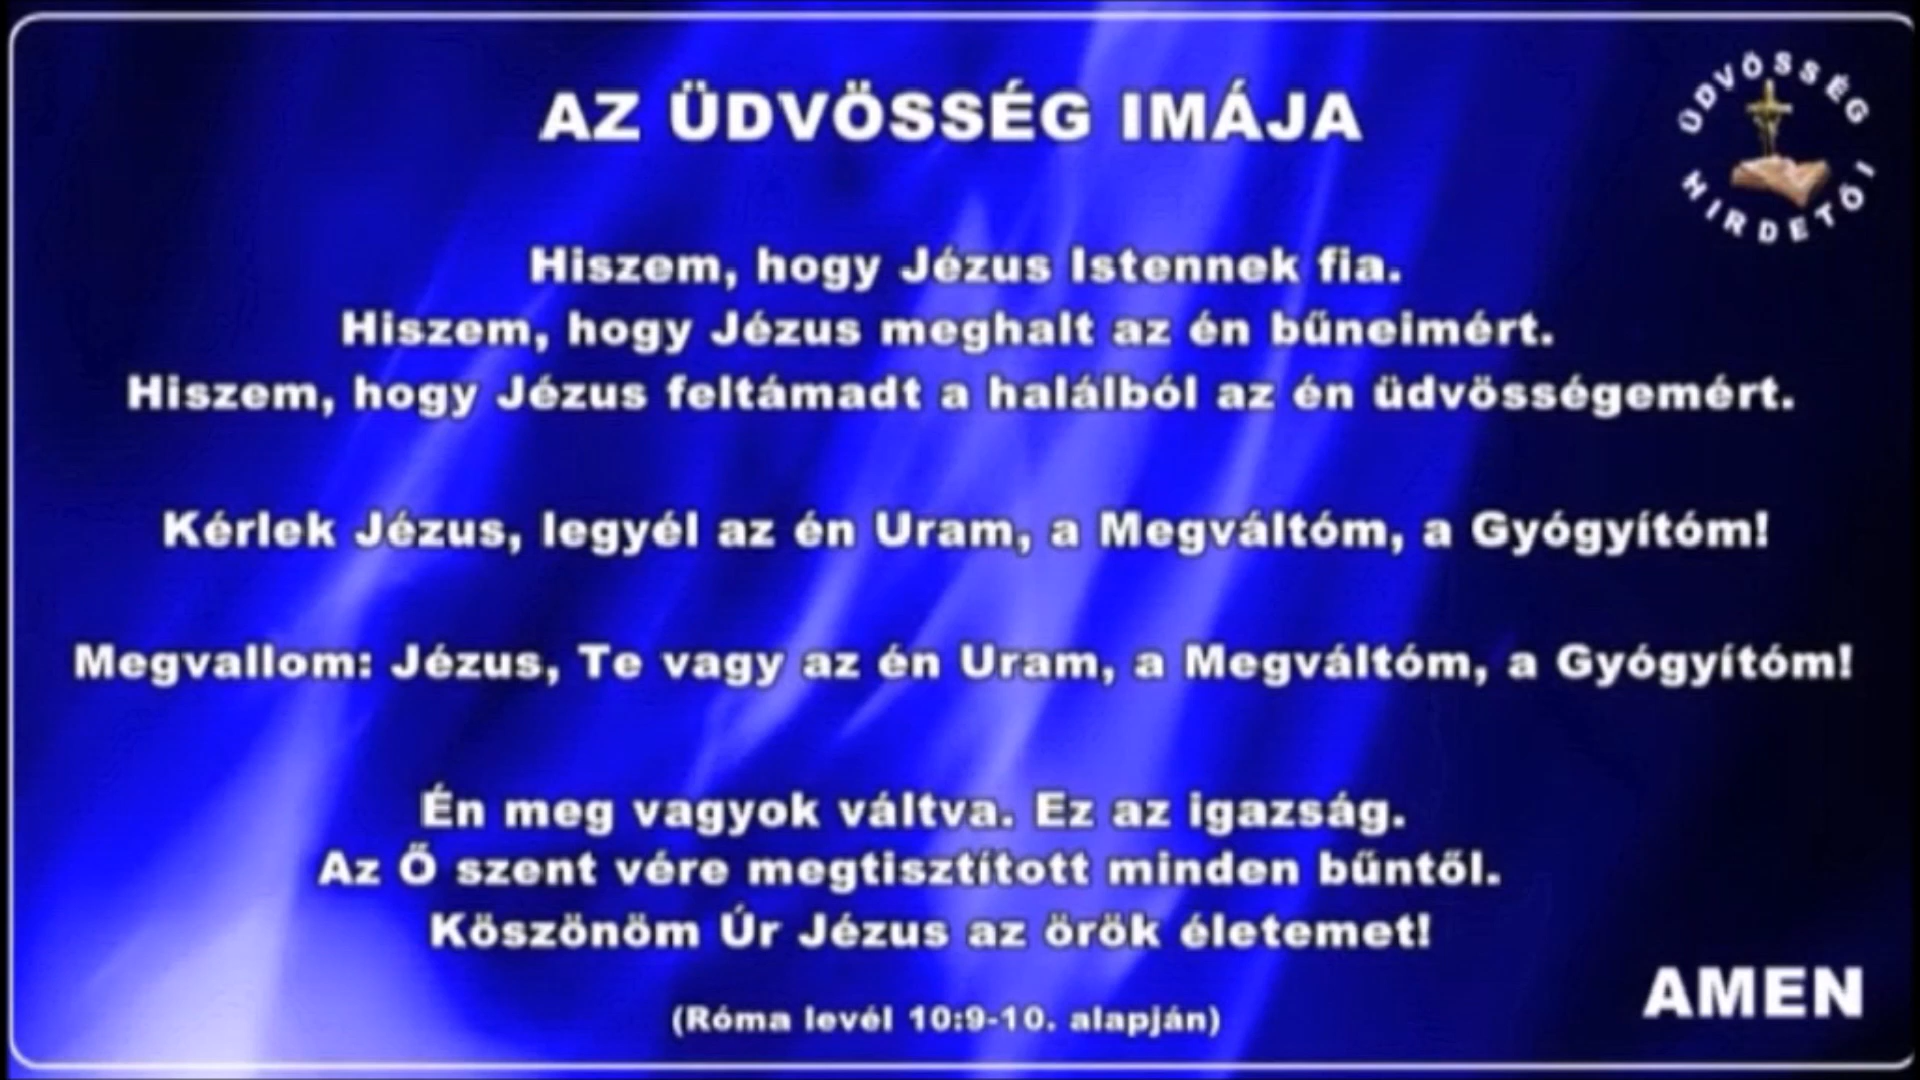 AZ ÜDVÖSSÉG IMÁJA
ÜDVÖSSÉG
HIRDETŐI
Hiszem, hogy Jézus Istennek fia.
Hiszem, hogy Jézus meghalt az én bűneimért.
Hiszem, hogy Jézus feltámadt a halálból az én üdvösségemért.
Kérlek Jézus, legyél az én Uram, a Megváltóm, a Gyógyítóm!
Megvallom: Jézus, Te vagy az én Uram, a Megváltóm, a Gyógyítóm!
Én meg vagyok váltva. Ez az igazság.
Az Ő szent vére megtisztított minden bűntől.
Köszönöm Úr Jézus az örök életemet!
AMEN
(Róma levél 10:9-10. alapján)